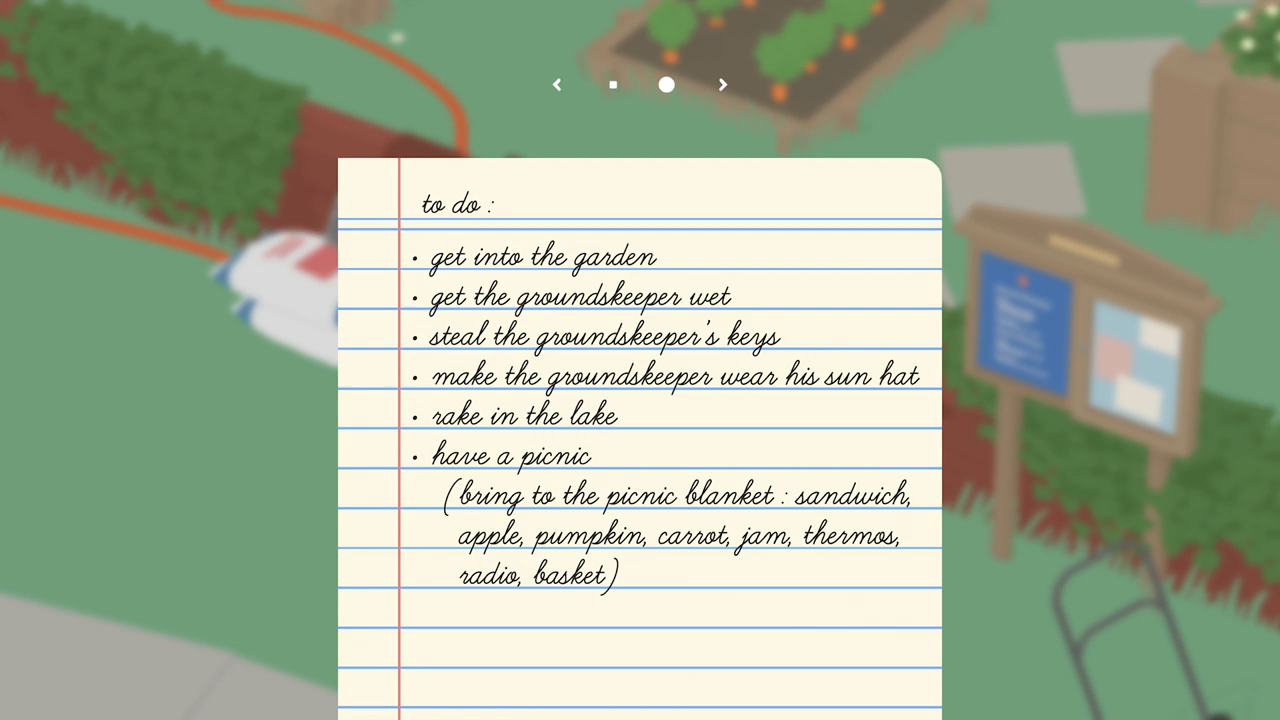 to do :
• get into the garden
• get the groundskeeper wet
• steal the groundskeeper's keys
• make the groundskeeper wear his sun hat
• rake in the lake
• have a picnic
(bring to the picnic blanket : sandwich,
apple, pumpkin, carrot, jam, thermos,
radio, basket)